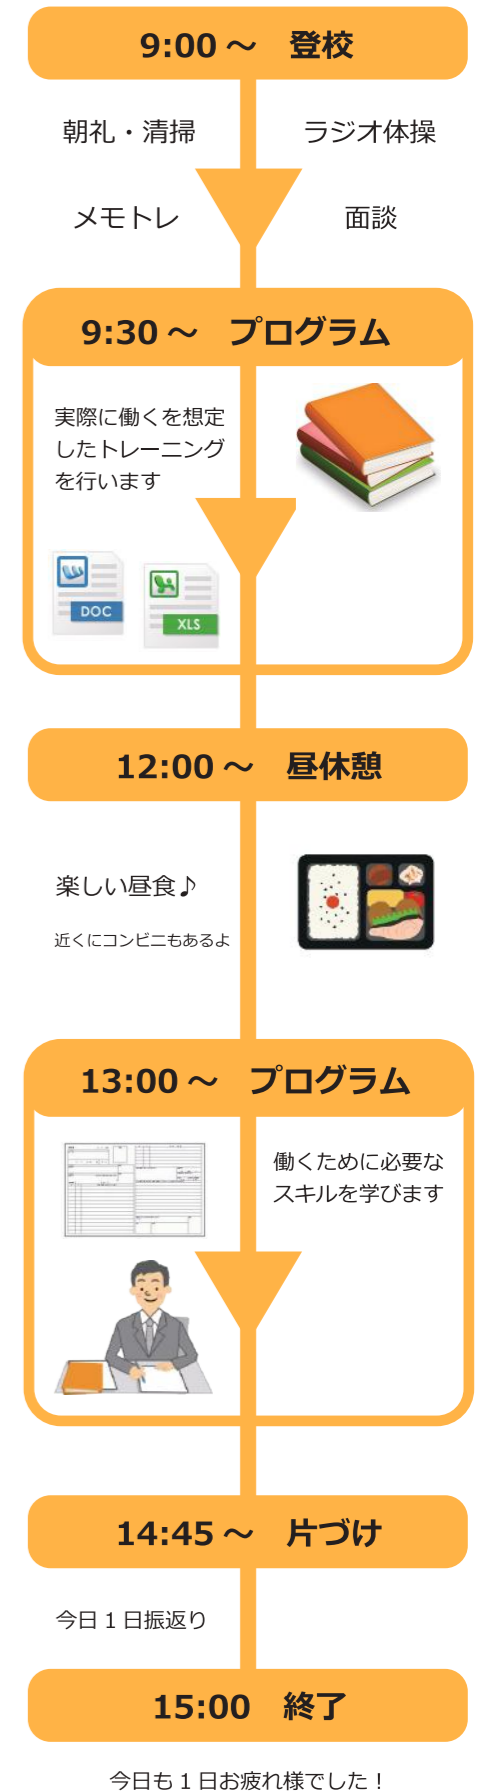 9:00～　登校
朝礼・清掃
ラジオ体操
メモトレ
面談
9:30～　プログラム
実際に働くを想定
したトレーニング
を行います
DOC
XLS
12:00～　昼休憩
楽しい昼食♪
近くにコンビニもあるよ
13:00～　プログラム
働くために必要な
スキルを学びます
14:45～　片づけ
今日1日振返り
15:00　終了
今日も1日お疲れ様でした！